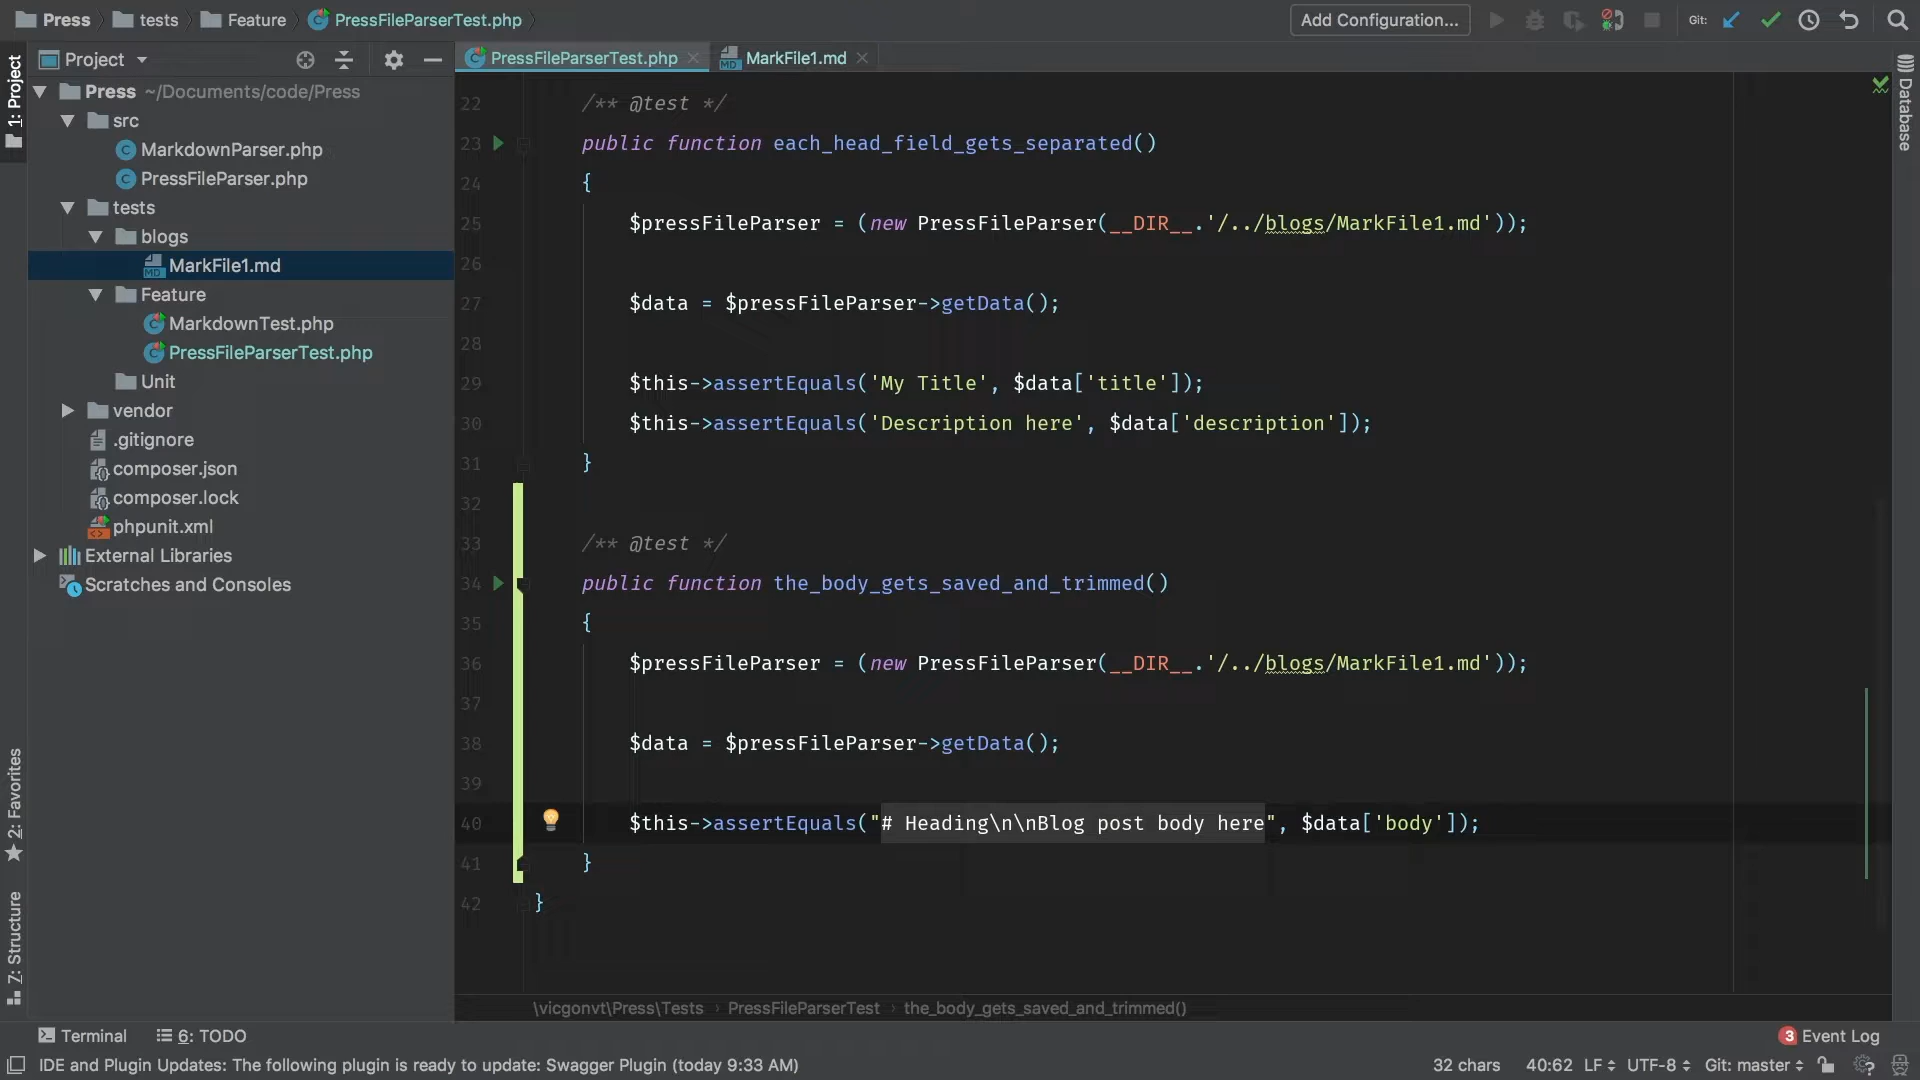 Press tests Feature PressFileParserTest.php
Add Configuration...
Git:
1: Project
Project
PressFileParserTest.php
MarkFile1.md
Database
Press ~/Documents/code/Press
src
MarkdownParser.php
PressFileParser.php
tests
blogs
MarkFile1.md
Feature
MarkdownTest.php
PressFileParserTest.php
Unit
vendor
.gitignore
composer.json
composer.lock
phpunit.xml
External Libraries
Scratches and Consoles
2: Favorites
Z: Structure
22 /** @test */
23 public function each_head_field_gets_separated()
24 {
25 $pressFileParser = (new PressFileParser(__DIR__.'/../blogs/MarkFile1.md'));
26
27 $data = $pressFileParser->getData();
28
29 $this->assertEquals('My Title', $data['title']);
30 $this->assertEquals('Description here', $data['description']);
31 }
32
33 /** @test */
34 public function the_body_gets_saved_and_trimmed()
35 {
36 $pressFileParser = (new PressFileParser(__DIR__.'/../blogs/MarkFile1.md'));
37
38 $data = $pressFileParser->getData();
39
40 $this->assertEquals("# Heading\n\nBlog post body here", $data['body']);
41 }
42 }
\vicgonvt\Press\Tests › PressFileParserTest › the_body_gets_saved_and_trimmed()
Terminal
6: TODO
3 Event Log
IDE and Plugin Updates: The following plugin is ready to update: Swagger Plugin (today 9:33 AM)
32 chars 40:62 LF UTF-8 Git: master